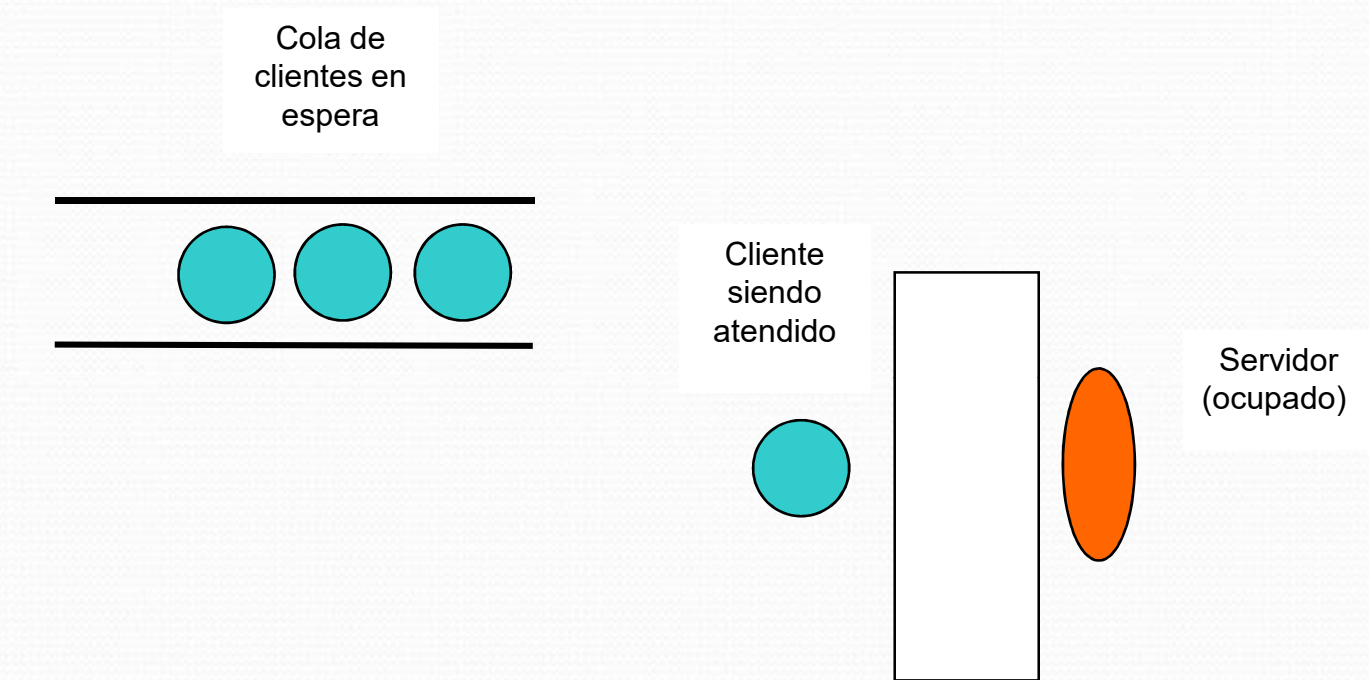 Cola de
clientes en
espera
Cliente
siendo
atendido
Servidor
(ocupado)